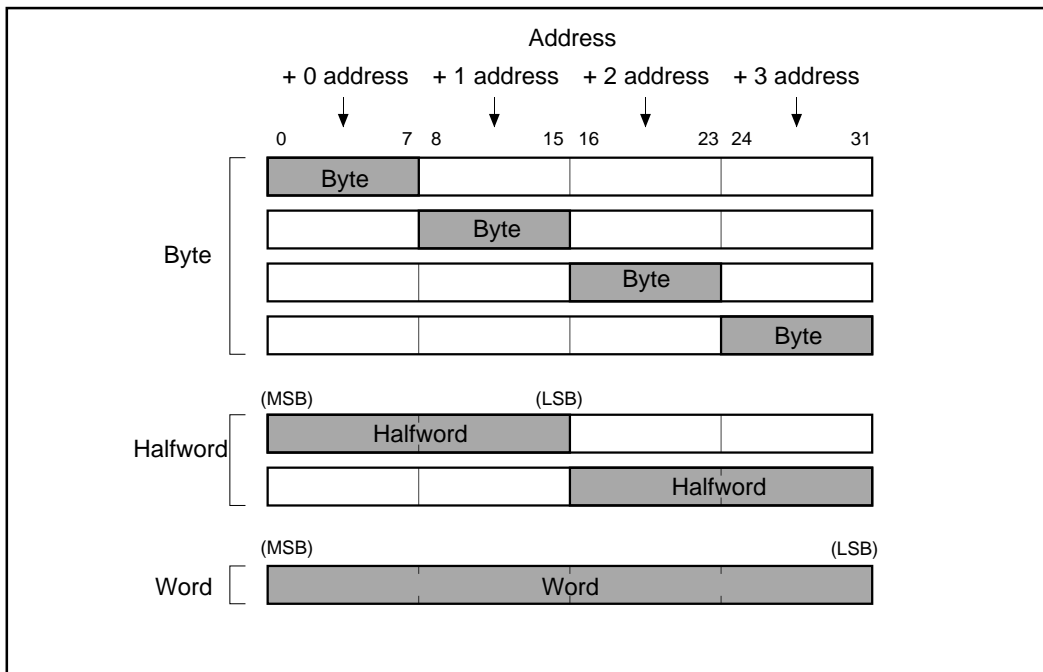 Address
+ 0 address + 1 address + 2 address + 3 address
0 7 8 15 16 23 24 31
Byte
Byte
Byte
Byte
Byte
(MSB) (LSB)
Halfword
Halfword
Halfword
(MSB) (LSB)
Word Word